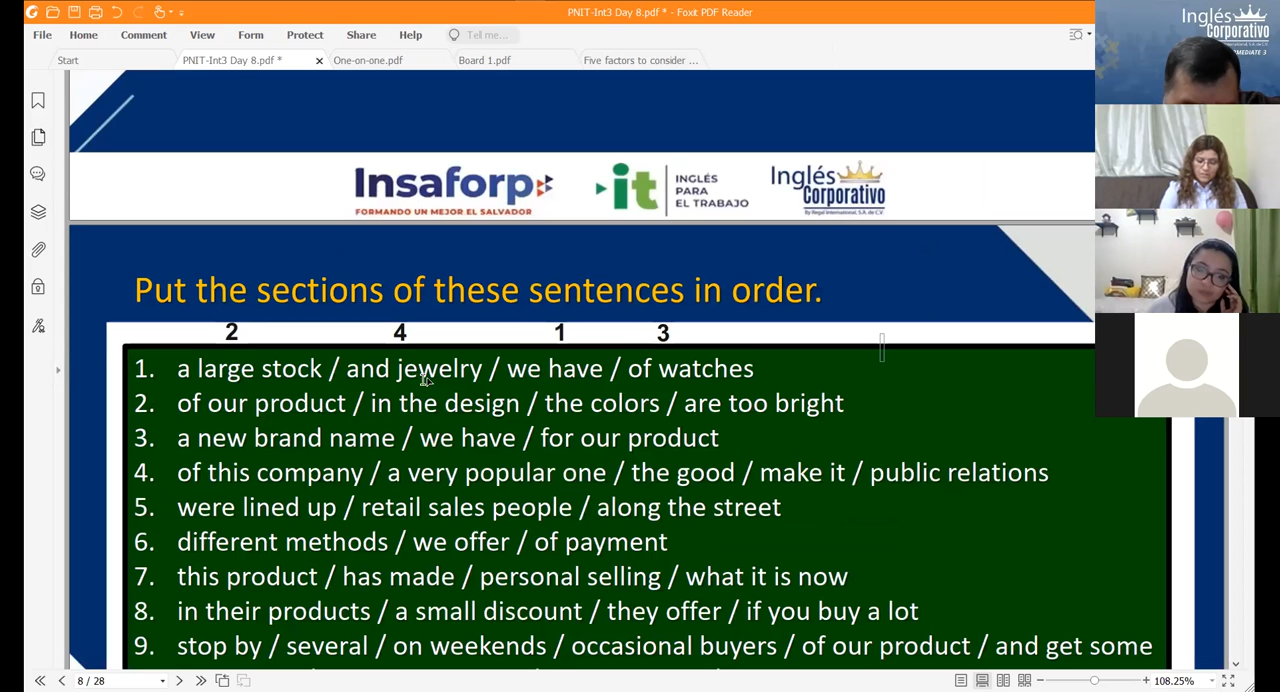 PNIT-Int3 Day 8.pdf * - Foxit PDF Reader
File Home Comment View Form Protect Share Help Tell me...
Start PNIT-Int3 Day 8.pdf * One-on-one.pdf Board 1.pdf Five factors to consider ...
Inglés
Corporativo
INTERMEDIATE 3
Insaforp
FORMANDO UN MEJOR EL SALVADOR
it
INGLÉS
PARA
EL TRABAJO
Inglés
Corporativo
By Regal International, S.A. de C.V.
Put the sections of these sentences in order.
2 4 1 3
1. a large stock / and jewelry / we have / of watches
2. of our product / in the design / the colors / are too bright
3. a new brand name / we have / for our product
4. of this company / a very popular one / the good / make it / public relations
5. were lined up / retail sales people / along the street
6. different methods / we offer / of payment
7. this product / has made / personal selling / what it is now
8. in their products / a small discount / they offer / if you buy a lot
9. stop by / several / on weekends / occasional buyers / of our product / and get some
8 / 28
108.25%